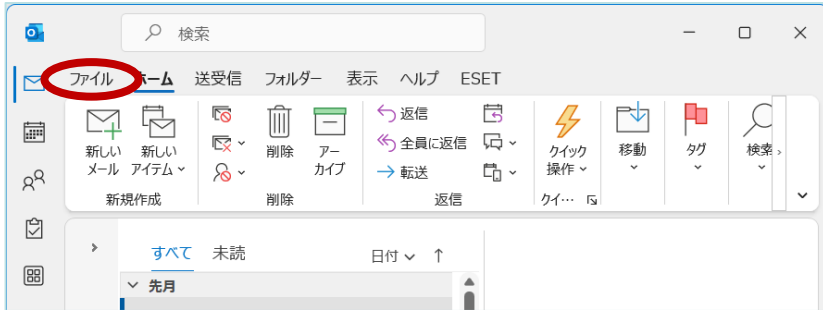 検索
ファイル ホーム 送受信 フォルダー 表示 ヘルプ ESET
新しい
メール
新しい
アイテム
削除
アー
カイブ
返信
全員に返信
転送
クイック
操作
移動
タグ
検索
新規作成
削除
返信
クイ…
すべて 未読 日付
先月